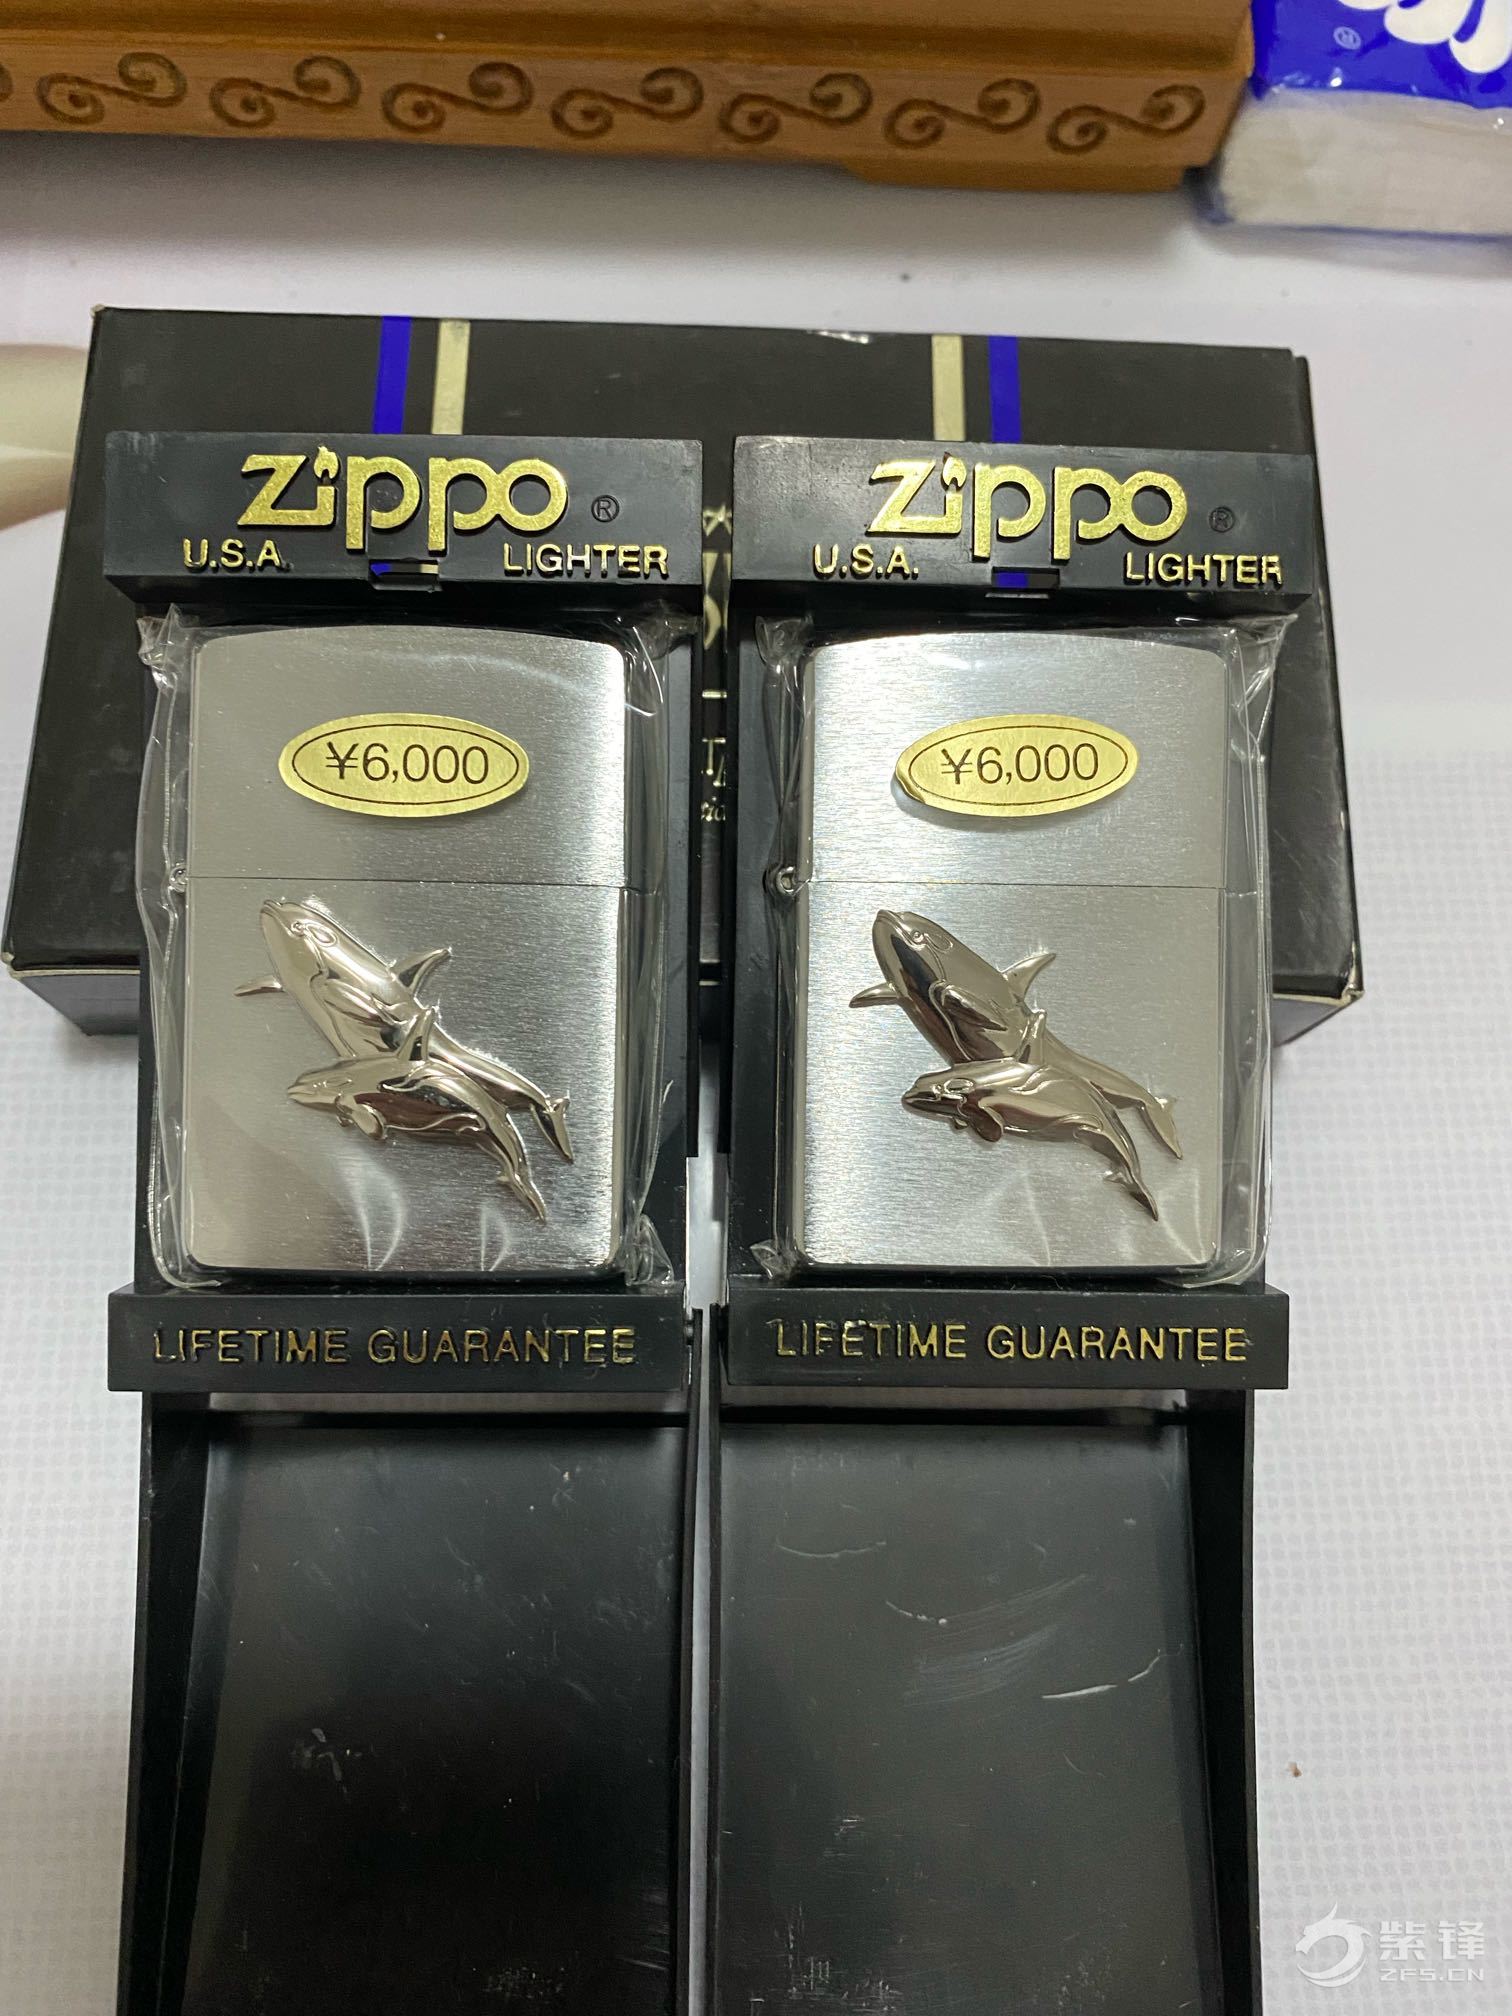 zippo ®
U.S.A. LIGHTER
¥6,000
LIFETIME GUARANTEE
zippo ®
U.S.A. LIGHTER
¥6,000
LIFETIME GUARANTEE
紫锋
ZFS.CN